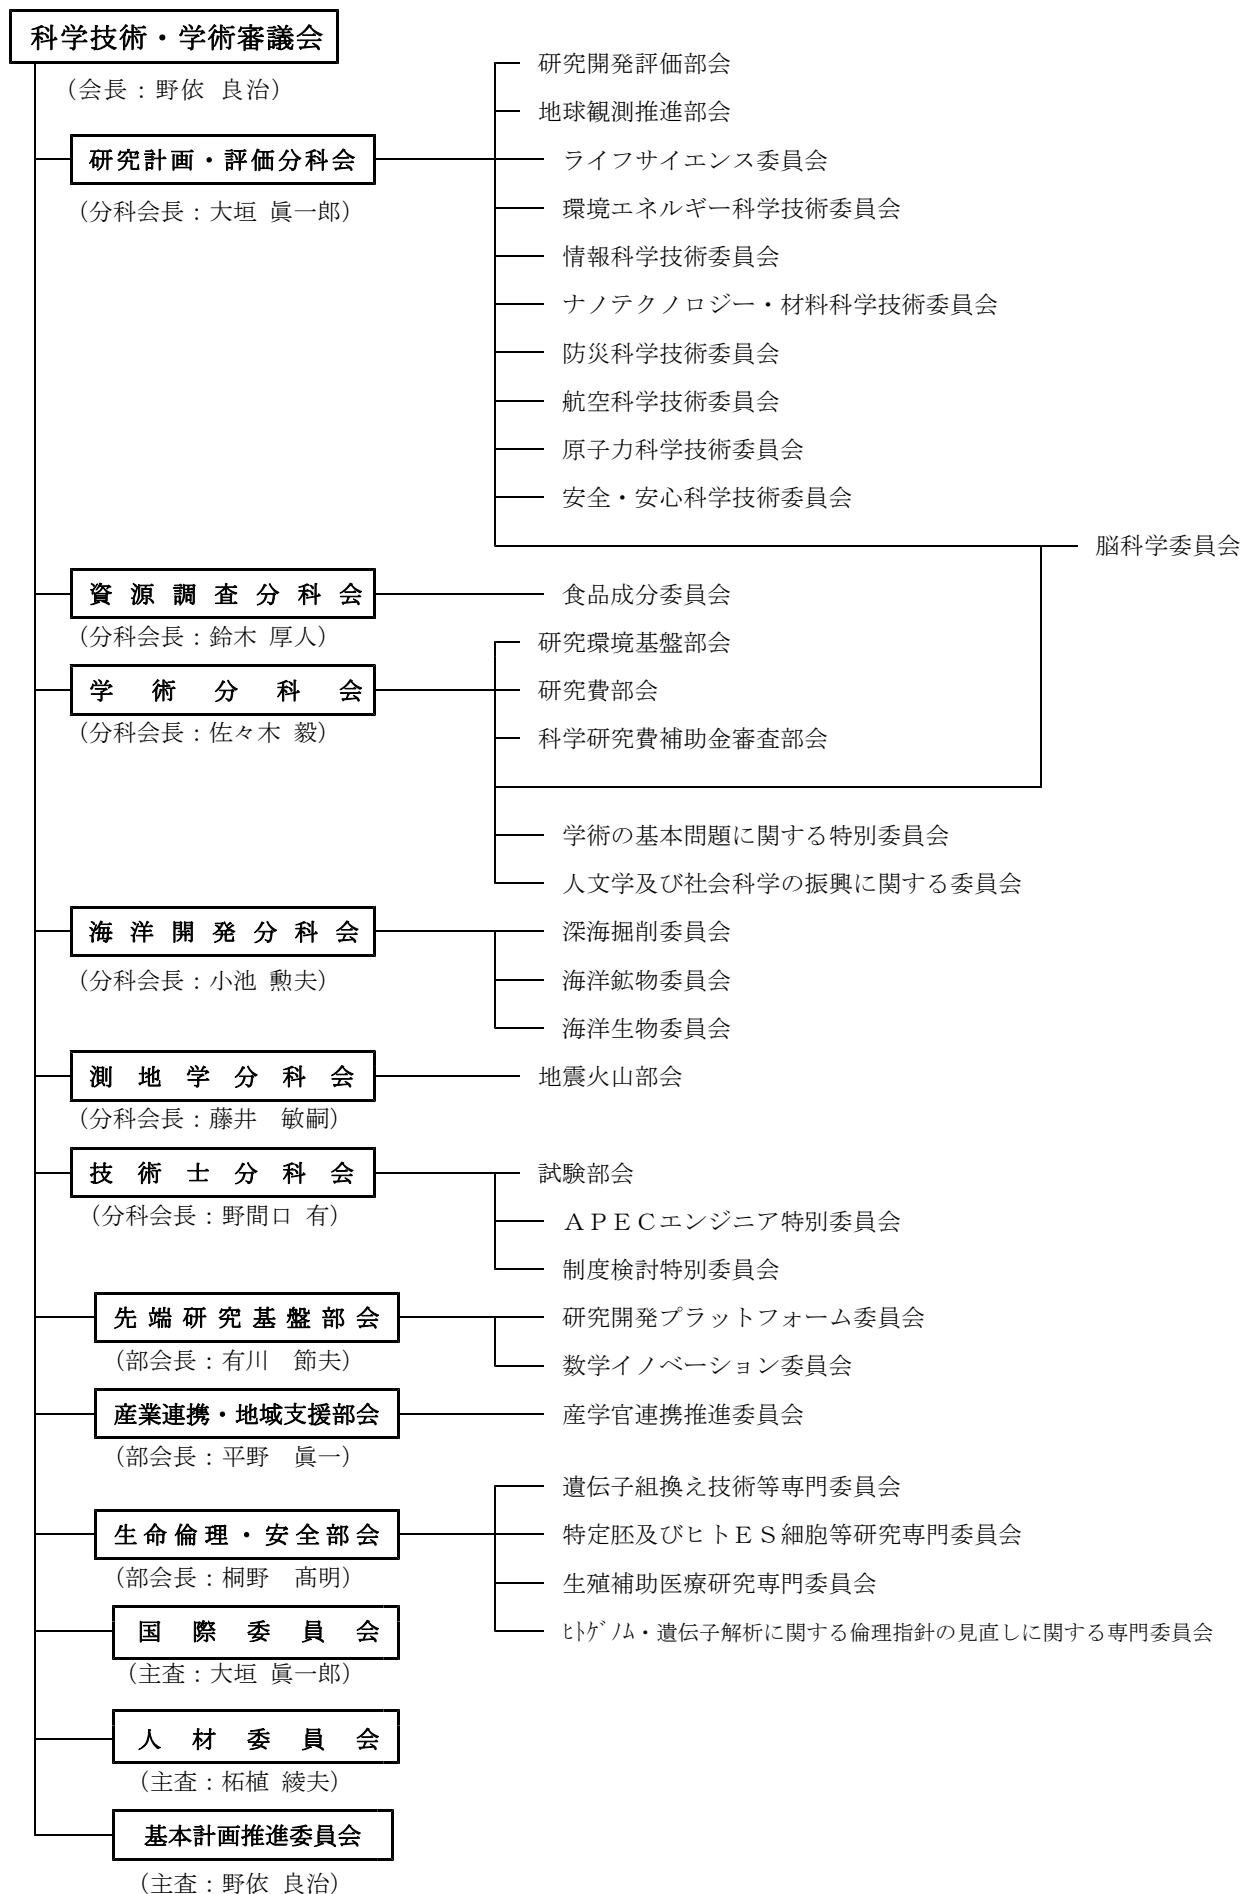 科学技術・学術審議会
（会長：野依 良治）
研究開発評価部会
地球観測推進部会
研究計画・評価分科会
ライフサイエンス委員会
（分科会長：大垣 眞一郎）
環境エネルギー科学技術委員会
情報科学技術委員会
ナノテクノロジー・材料科学技術委員会
防災科学技術委員会
航空科学技術委員会
原子力科学技術委員会
安全・安心科学技術委員会
脳科学委員会
資源調査分科会
食品成分委員会
（分科会長：鈴木 厚人）
研究環境基盤部会
学術分科会
研究費部会
（分科会長：佐々木 毅）
科学研究費補助金審査部会
学術の基本問題に関する特別委員会
人文学及び社会科学の振興に関する委員会
海洋開発分科会
深海掘削委員会
（分科会長：小池 勲夫）
海洋鉱物委員会
海洋生物委員会
測地学分科会
地震火山部会
（分科会長：藤井　敏嗣）
技術士分科会
試験部会
（分科会長：野間口 有）
ＡＰＥＣエンジニア特別委員会
制度検討特別委員会
先端研究基盤部会
研究開発プラットフォーム委員会
（部会長：有川　節夫）
数学イノベーション委員会
産業連携・地域支援部会
産学官連携推進委員会
（部会長：平野　眞一）
遺伝子組換え技術等専門委員会
生命倫理・安全部会
特定胚及びヒトＥＳ細胞等研究専門委員会
（部会長：桐野　髙明）
生殖補助医療研究専門委員会
国際委員会
ﾋﾄｹﾞﾉﾑ・遺伝子解析に関する倫理指針の見直しに関する専門委員会
（主査：大垣 眞一郎）
人材委員会
（主査：柘植 綾夫）
基本計画推進委員会
（主査：野依 良治）